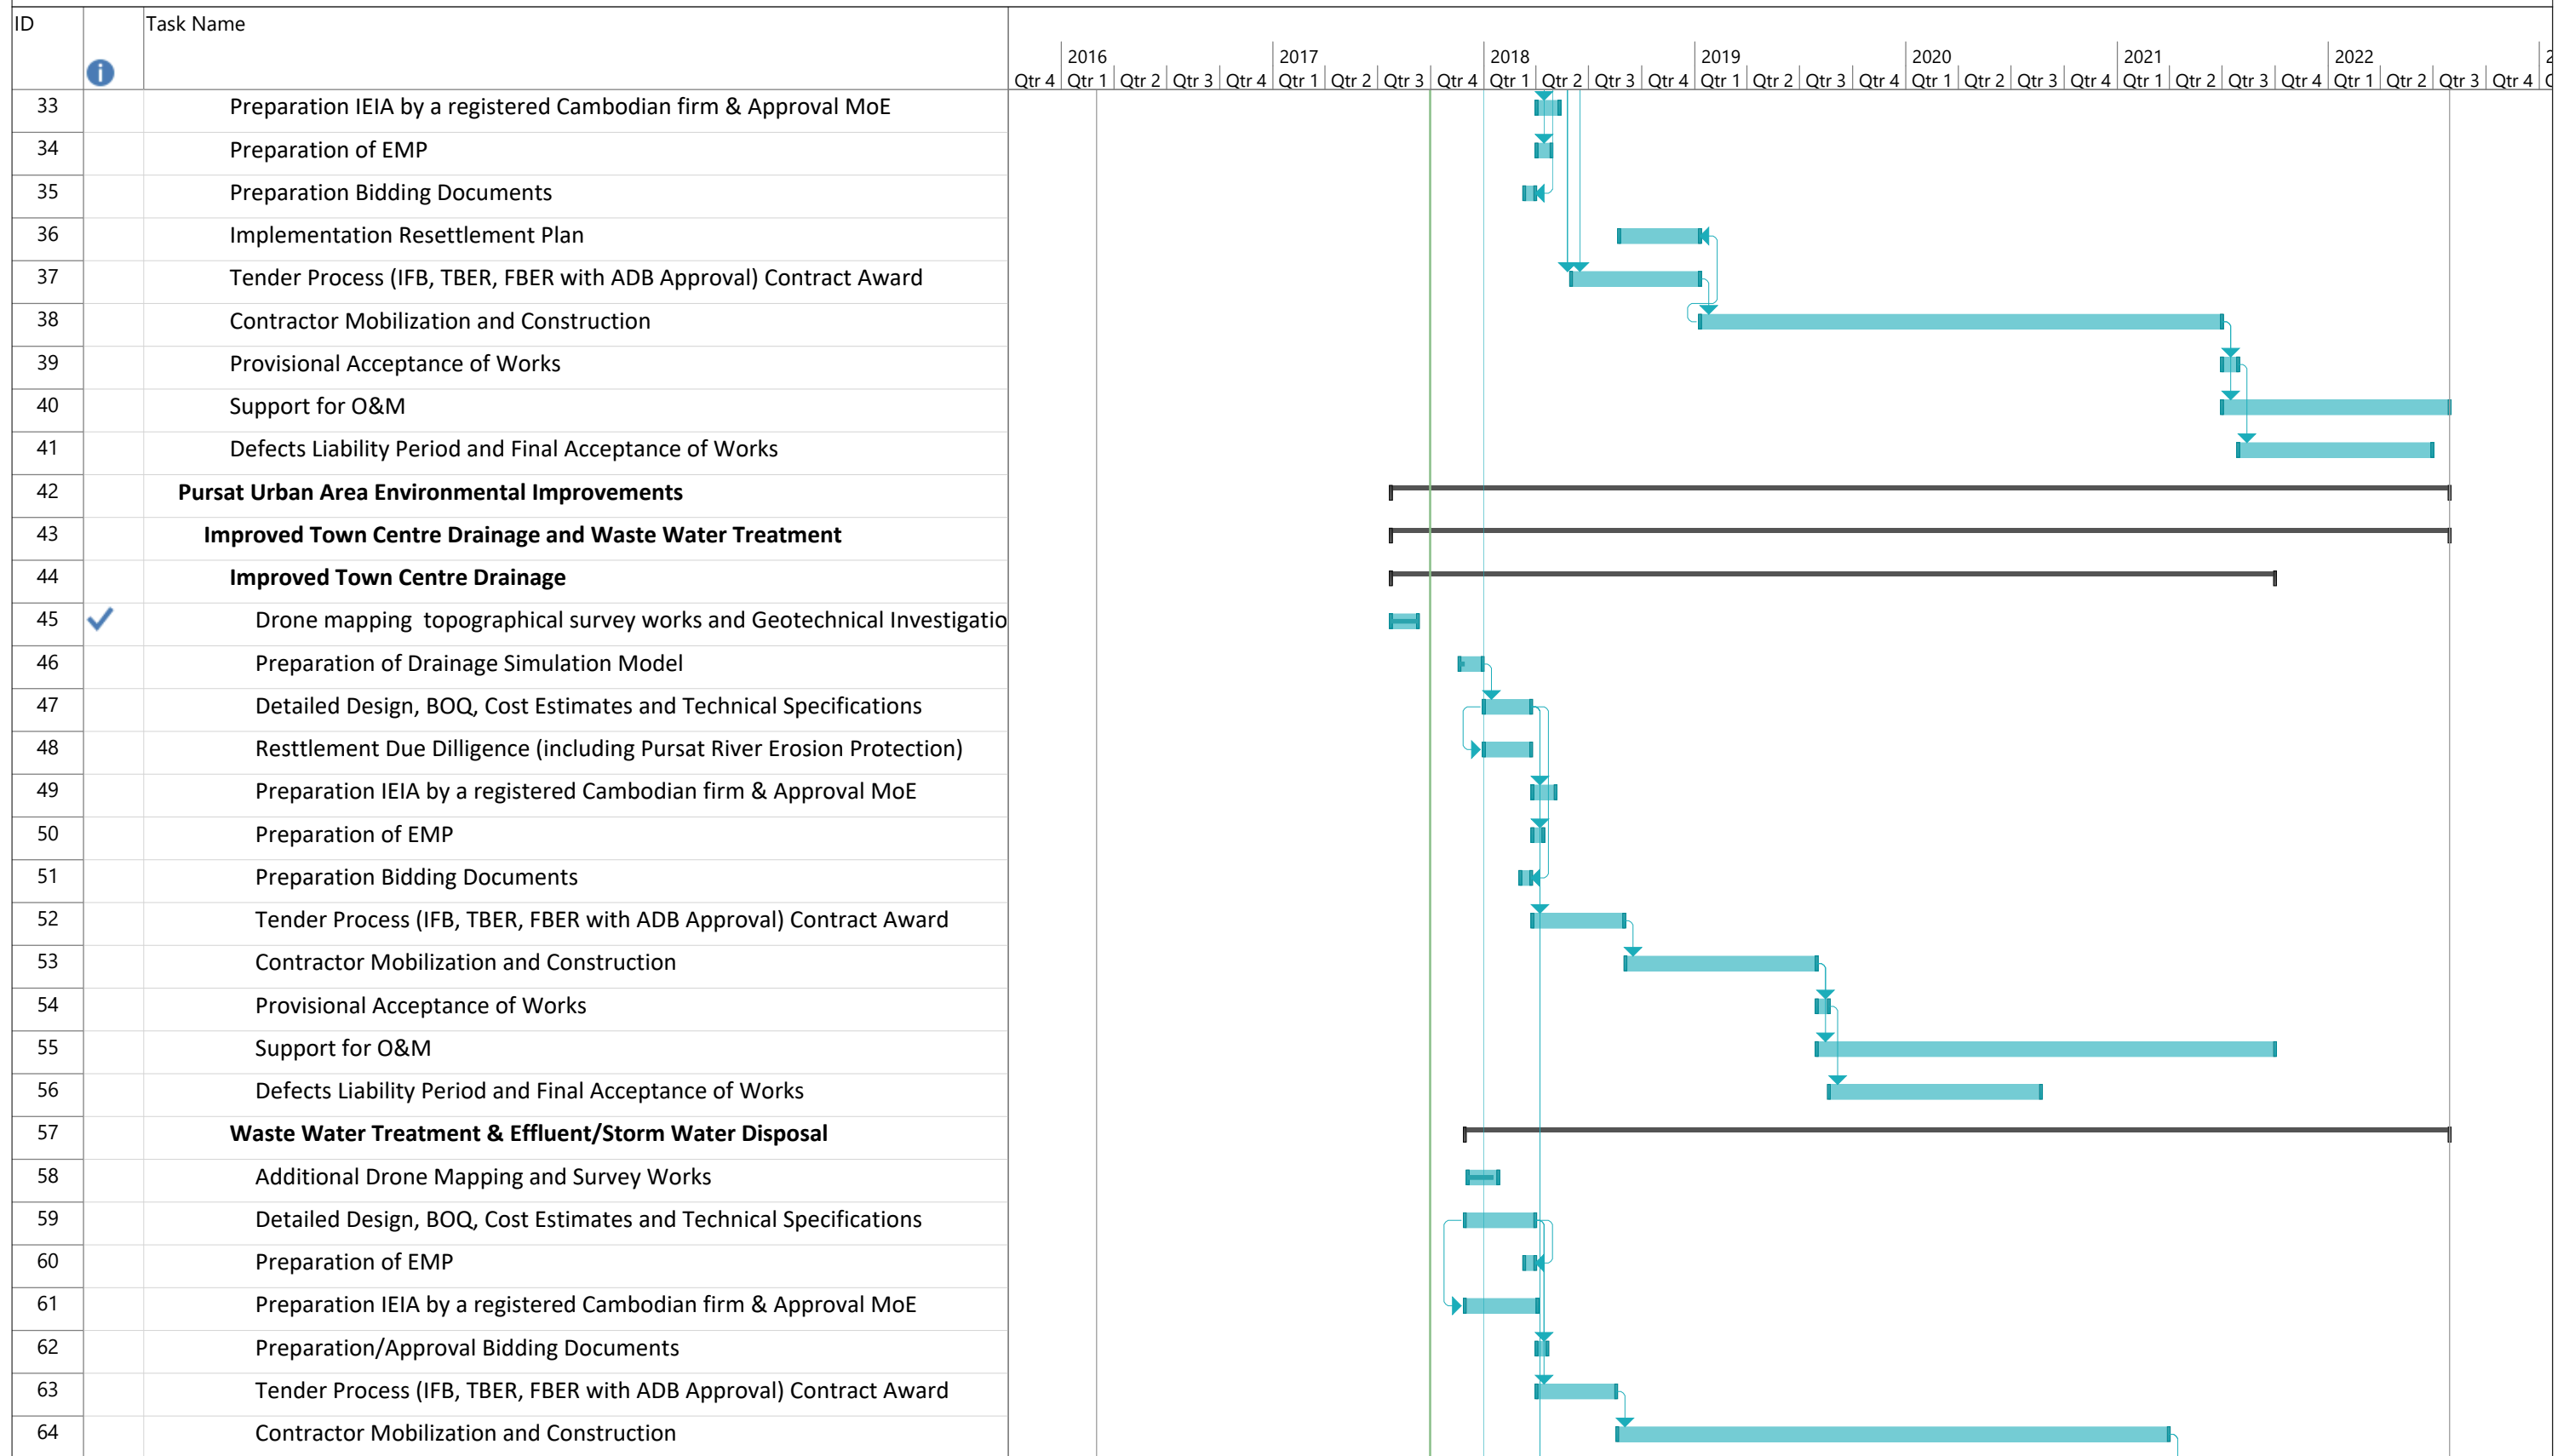 ID Task Name
2016 2017 2018 2019 2020 2021 2022 2
Qtr 4 Qtr 1 Qtr 2 Qtr 3 Qtr 4 Qtr 1 Qtr 2 Qtr 3 Qtr 4 Qtr 1 Qtr 2 Qtr 3 Qtr 4 Qtr 1 Qtr 2 Qtr 3 Qtr 4 Qtr 1 Qtr 2 Qtr 3 Qtr 4 Qtr 1 Qtr 2 Qtr 3 Qtr 4 Qtr 1 Qtr 2 Qtr 3 Qtr 4
33 Preparation IEIA by a registered Cambodian firm & Approval MoE
34 Preparation of EMP
35 Preparation Bidding Documents
36 Implementation Resettlement Plan
37 Tender Process (IFB, TBER, FBER with ADB Approval) Contract Award
38 Contractor Mobilization and Construction
39 Provisional Acceptance of Works
40 Support for O&M
41 Defects Liability Period and Final Acceptance of Works
42 Pursat Urban Area Environmental Improvements
43 Improved Town Centre Drainage and Waste Water Treatment
44 Improved Town Centre Drainage
45 Drone mapping topographical survey works and Geotechnical Investigatio
46 Preparation of Drainage Simulation Model
47 Detailed Design, BOQ, Cost Estimates and Technical Specifications
48 Resttlement Due Dilligence (including Pursat River Erosion Protection)
49 Preparation IEIA by a registered Cambodian firm & Approval MoE
50 Preparation of EMP
51 Preparation Bidding Documents
52 Tender Process (IFB, TBER, FBER with ADB Approval) Contract Award
53 Contractor Mobilization and Construction
54 Provisional Acceptance of Works
55 Support for O&M
56 Defects Liability Period and Final Acceptance of Works
57 Waste Water Treatment & Effluent/Storm Water Disposal
58 Additional Drone Mapping and Survey Works
59 Detailed Design, BOQ, Cost Estimates and Technical Specifications
60 Preparation of EMP
61 Preparation IEIA by a registered Cambodian firm & Approval MoE
62 Preparation/Approval Bidding Documents
63 Tender Process (IFB, TBER, FBER with ADB Approval) Contract Award
64 Contractor Mobilization and Construction